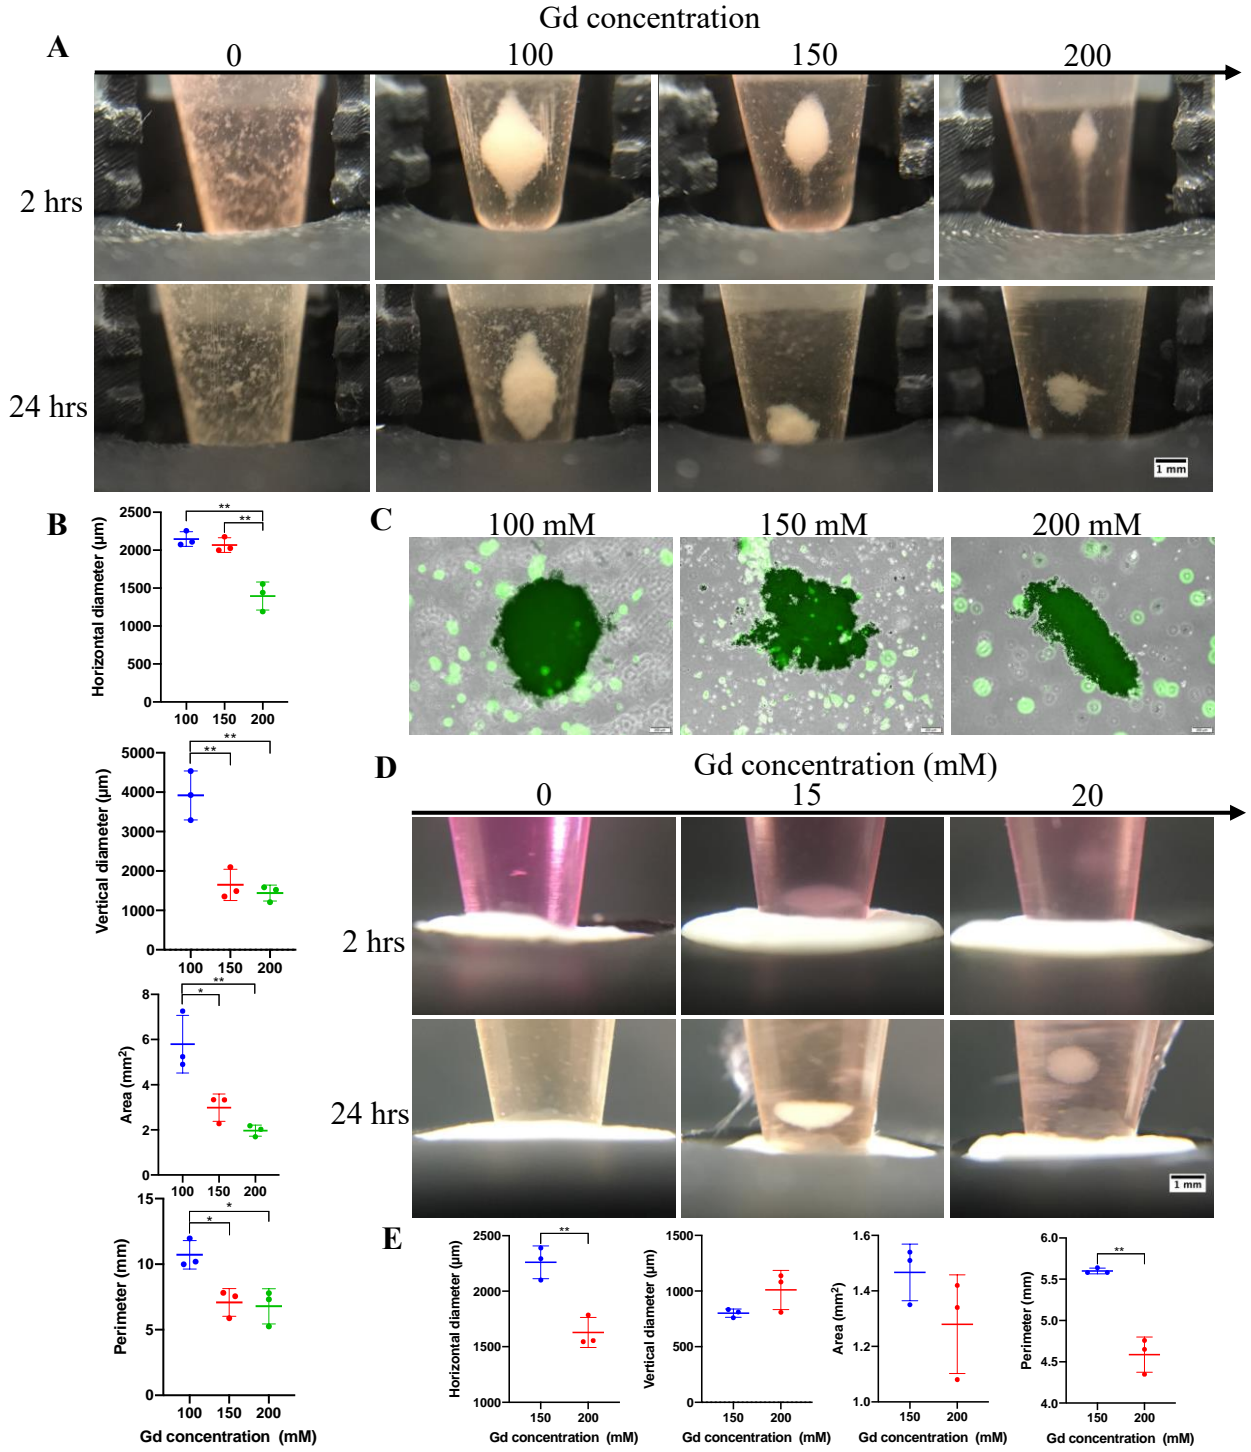 Gd concentration
A
0 100 150 200
2 hrs
24 hrs
1 mm
B
2500
2000
1500
1000
500
0
Horizontal diameter (µm)
**
**
100 150 200
5000
4000
3000
2000
1000
0
Vertical diameter (µm)
**
**
100 150 200
8
6
4
2
0
Area (mm²)
**
*
100 150 200
15
10
5
0
Perimeter (mm)
*
*
100 150 200
Gd concentration (mM)
C
100 mM 150 mM 200 mM
D
Gd concentration (mM)
0 15 20
2 hrs
24 hrs
1 mm
E
2500
2000
1500
1000
Horizontal diameter (µm)
**
150 200
Gd concentration (mM)
1500
1000
500
0
Vertical diameter (µm)
150 200
Gd concentration (mM)
1.6
1.4
1.2
1.0
Area (mm²)
150 200
Gd concentration (mM)
6.0
5.5
5.0
4.5
4.0
Perimeter (mm)
**
150 200
Gd concentration (mM)